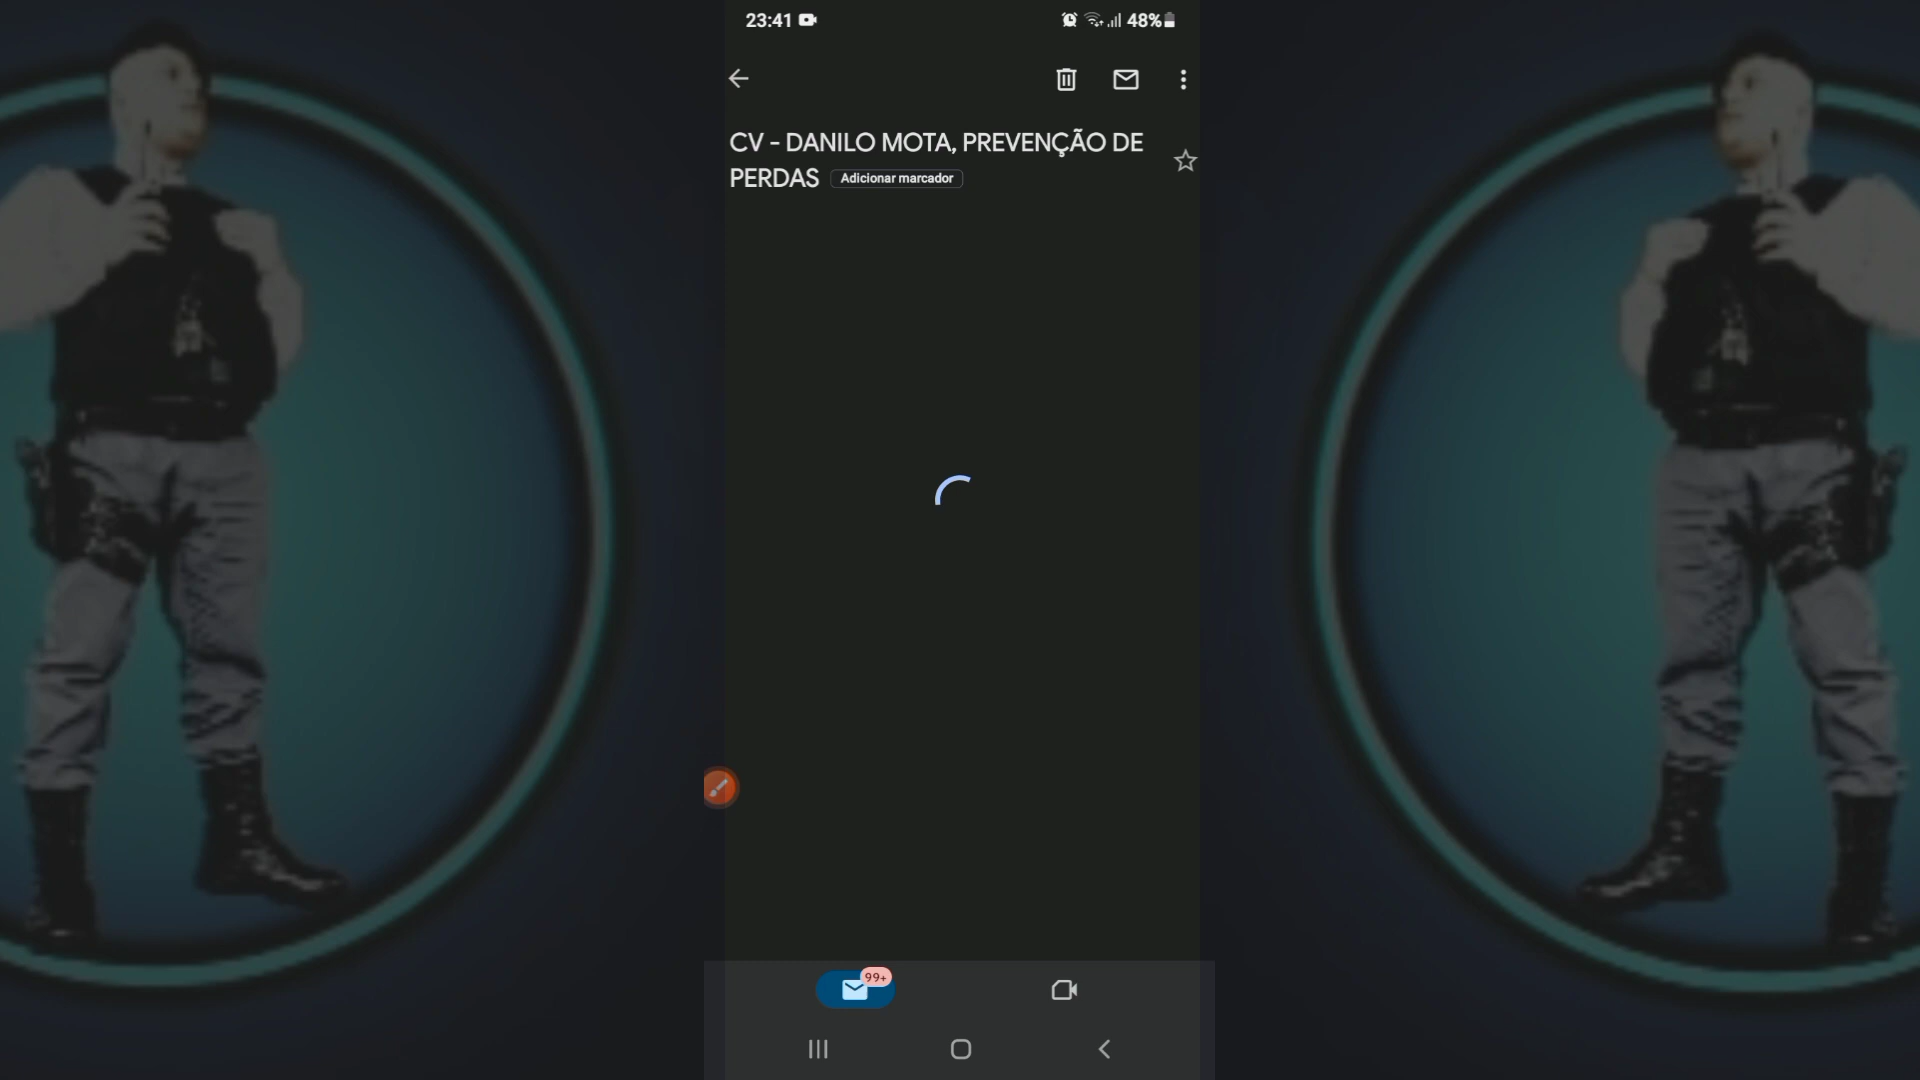 23:41
48%
CV - DANILO MOTA, PREVENÇÃO DE
PERDAS Adicionar marcador
99+